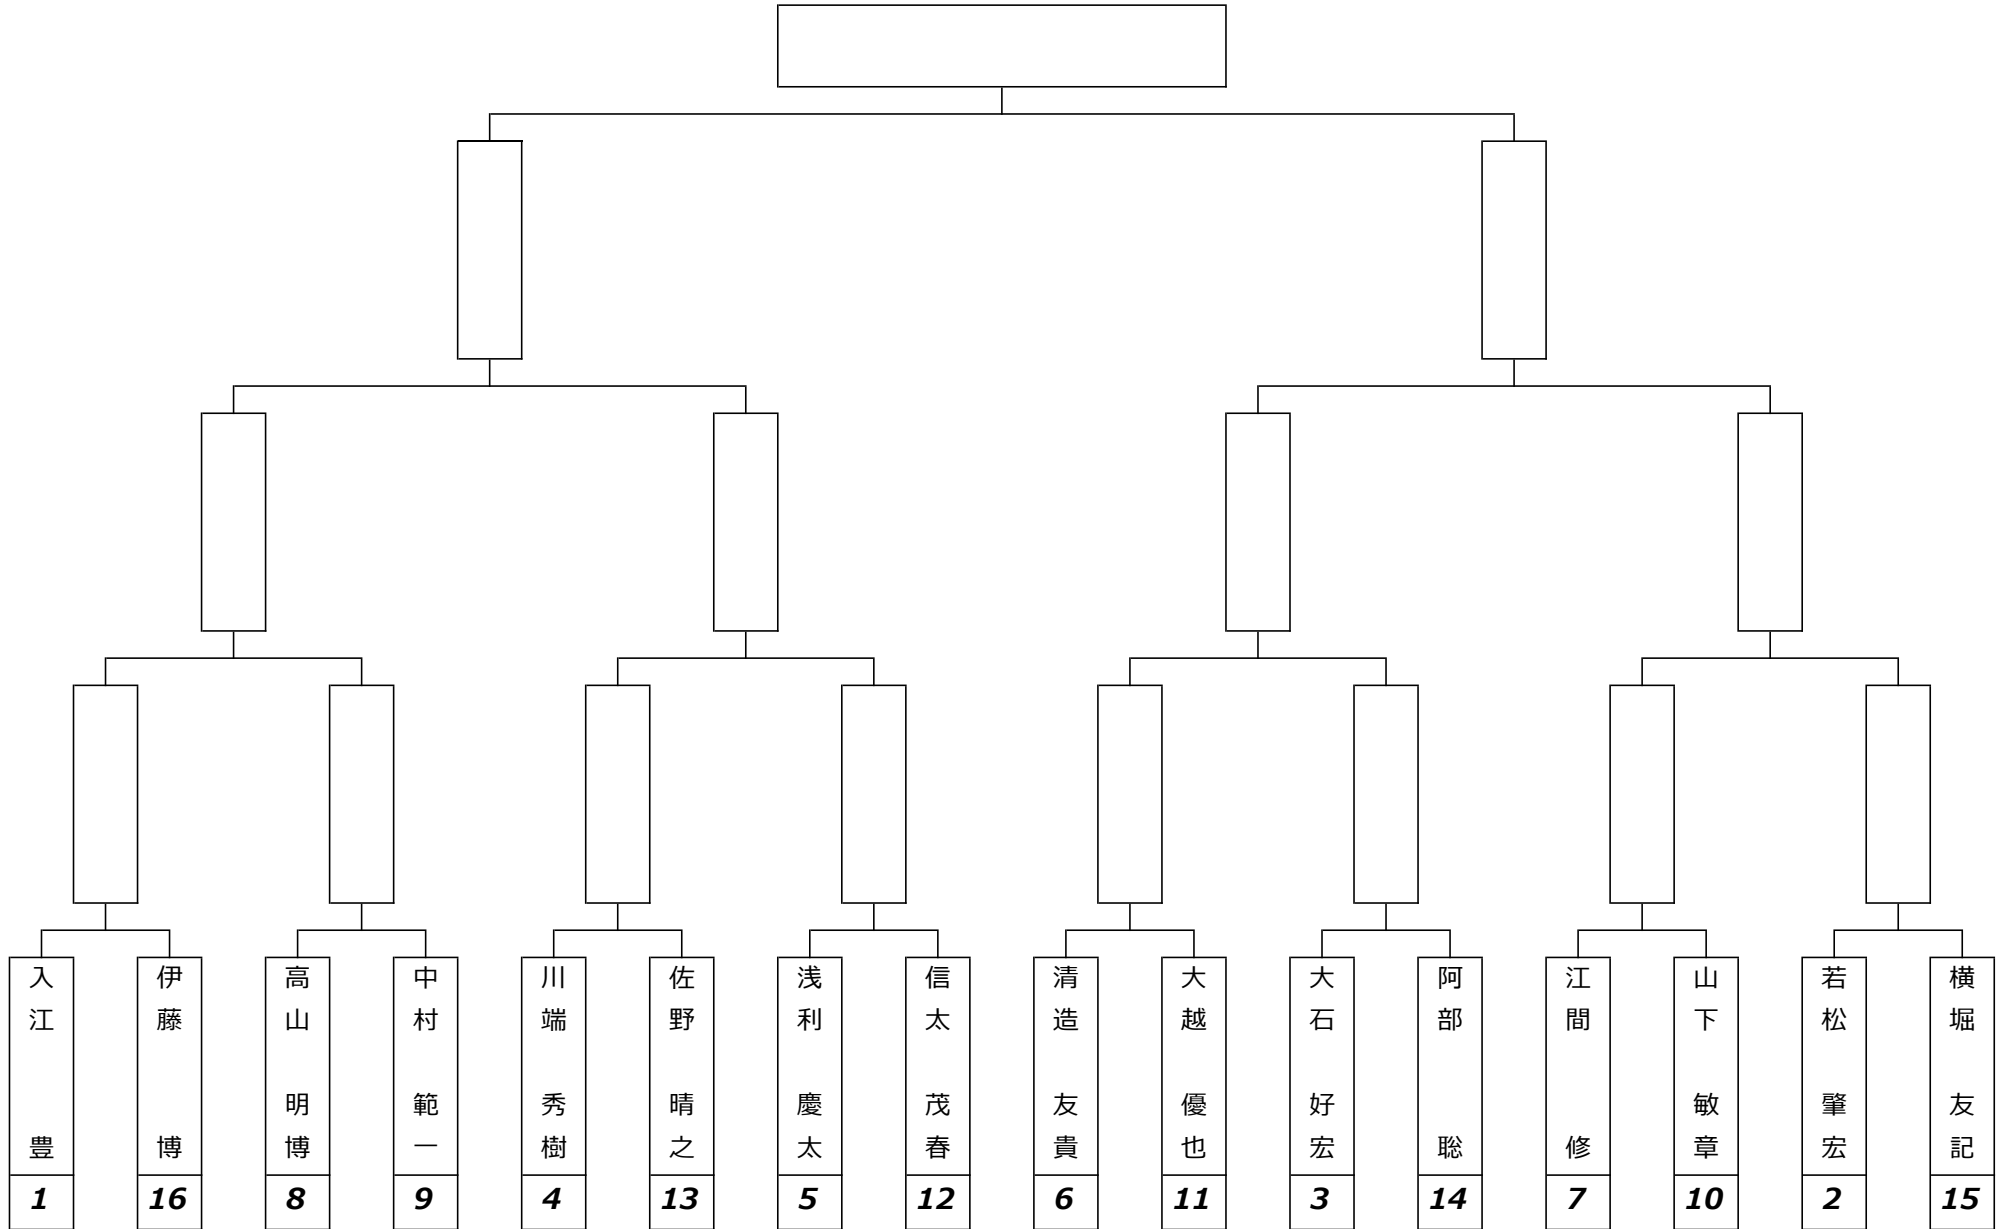 入江 豊
1
伊藤 博
16
高山 明博
8
中村 範一
9
川端 秀樹
4
佐野 晴之
13
浅利 慶太
5
信太 茂春
12
清造 友貴
6
大越 優也
11
大石 好宏
3
阿部 聡
14
江間 修
7
山下 敏章
10
若松 肇宏
2
横堀 友記
15